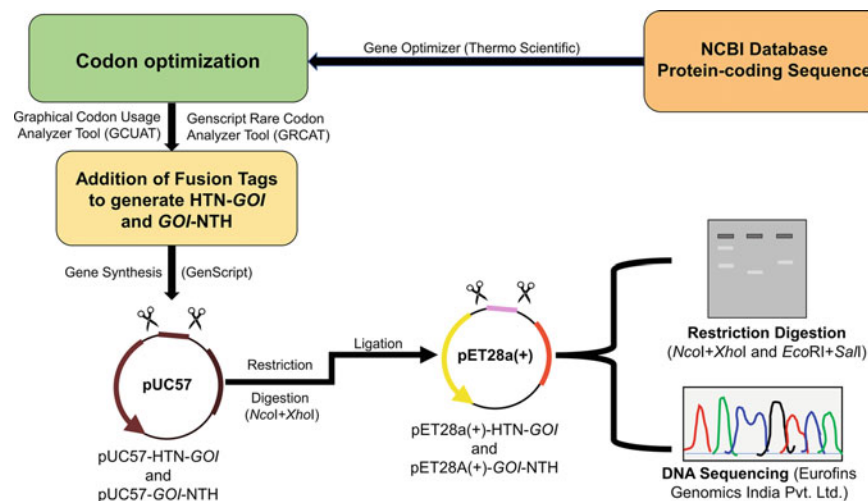 Codon optimization
Gene Optimizer (Thermo Scientific)
NCBI Database
Protein-coding Sequence
Graphical Codon Usage
Analyzer Tool (GCUAT)
Genscript Rare Codon
Analyzer Tool (GRCAT)
Addition of Fusion Tags
to generate HTN-GOI
and GOI-NTH
Gene Synthesis
(GenScript)
pUC57
Restriction
Digestion
(NcoI+XhoI)
Ligation
pET28a(+)
pUC57-HTN-GOI
and
pUC57-GOI-NTH
pET28a(+)-HTN-GOI
and
pET28A(+)-GOI-NTH
Restriction Digestion
(NcoI+XhoI and EcoRI+SalI)
DNA Sequencing (Eurofins
Genomics India Pvt. Ltd.)